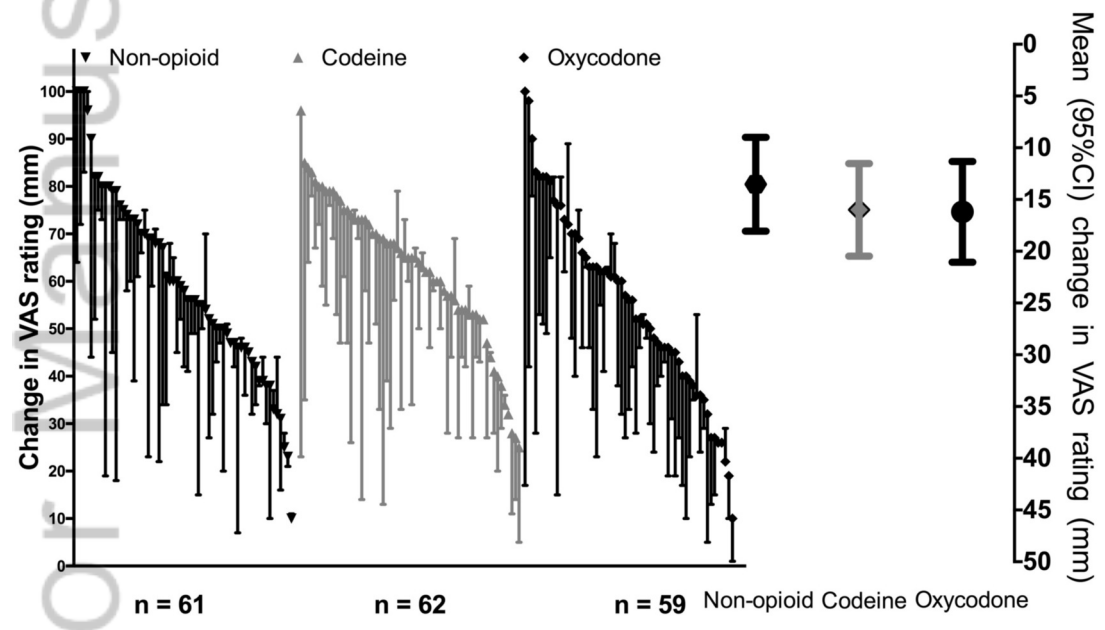 Non-opioid
Codeine
Oxycodone
Change in VAS rating (mm)
100
90
80
70
60
50
40
30
20
10
0
n = 61
n = 62
n = 59
Non-opioid Codeine Oxycodone
-0
-5
-10
-15
-20
-25
-30
-35
-40
-45
-50
Mean (95%CI) change in VAS rating (mm)
or Manus